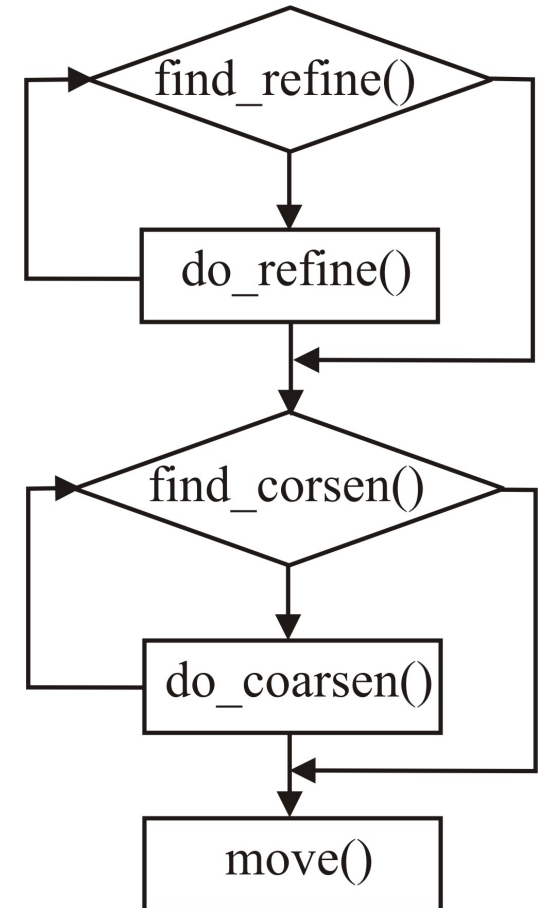 find_refine()
do_refine()
find_corsen()
do_coarsen()
move()